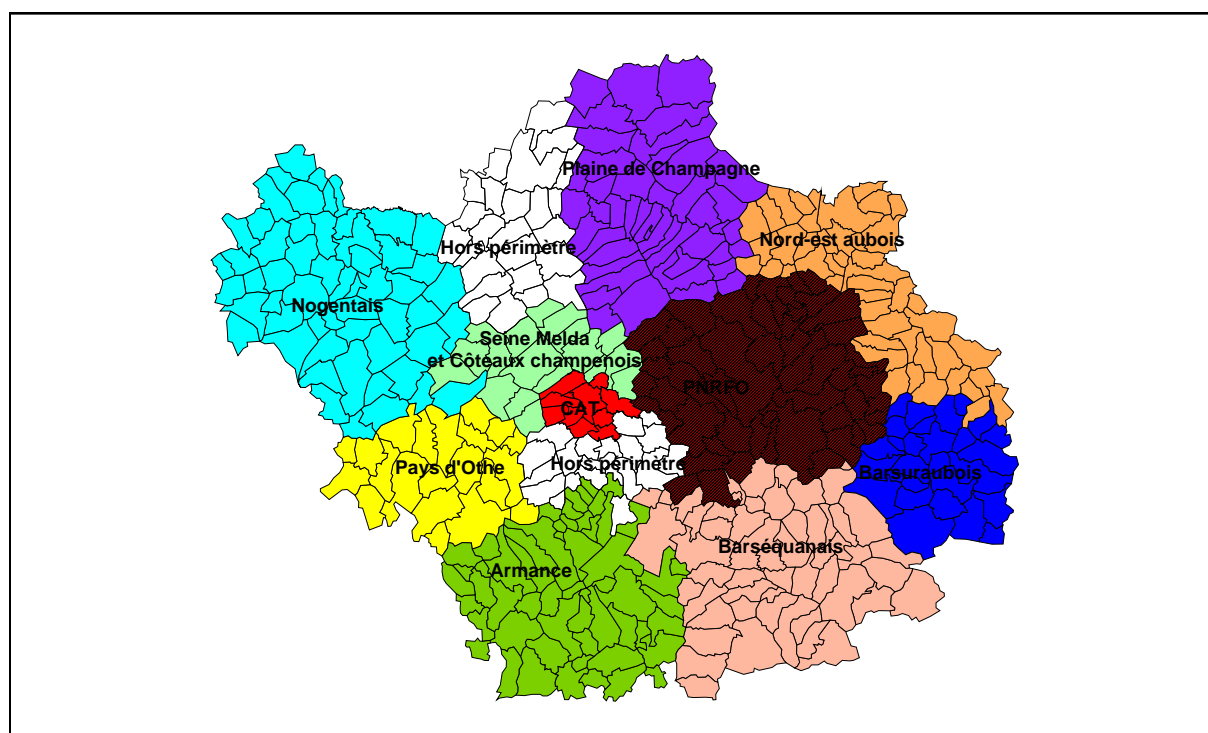 Plaine de Champagne
Nord-est aubois
Hors périmètre
Nogentais
Seine Melda
et Côteaux champenois
PNRFO
CAT
Pays d'Othe
Hors périmètre
Barsuraubois
Barséquanais
Armance